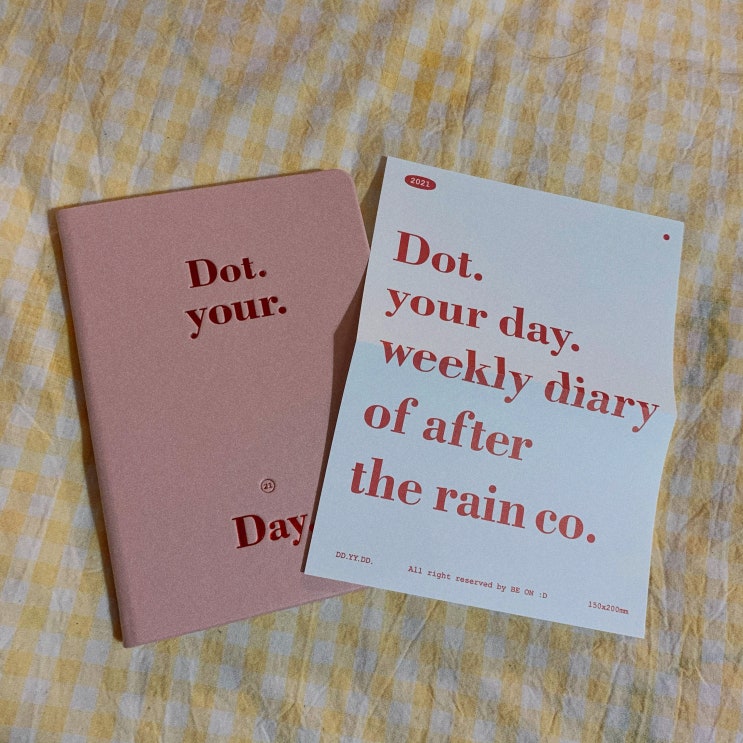 Dot.
your.
21
Day.
2021
Dot.
your day.
weekly diary
of after
the rain co.
DD.YY.DD.
All right reserved by BE ON :D
150x200mm